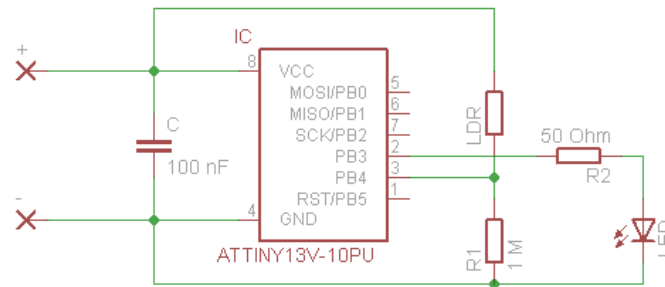 IC
+
8
VCC
MOSI/PB0
5
MISO/PB1
6
SCK/PB2
7
PB3
2
PB4
3
RST/PB5
1
GND
4
-
ATTINY13V-10PU
C
100 nF
LDR
50 Ohm
R2
R1
1 M
LED